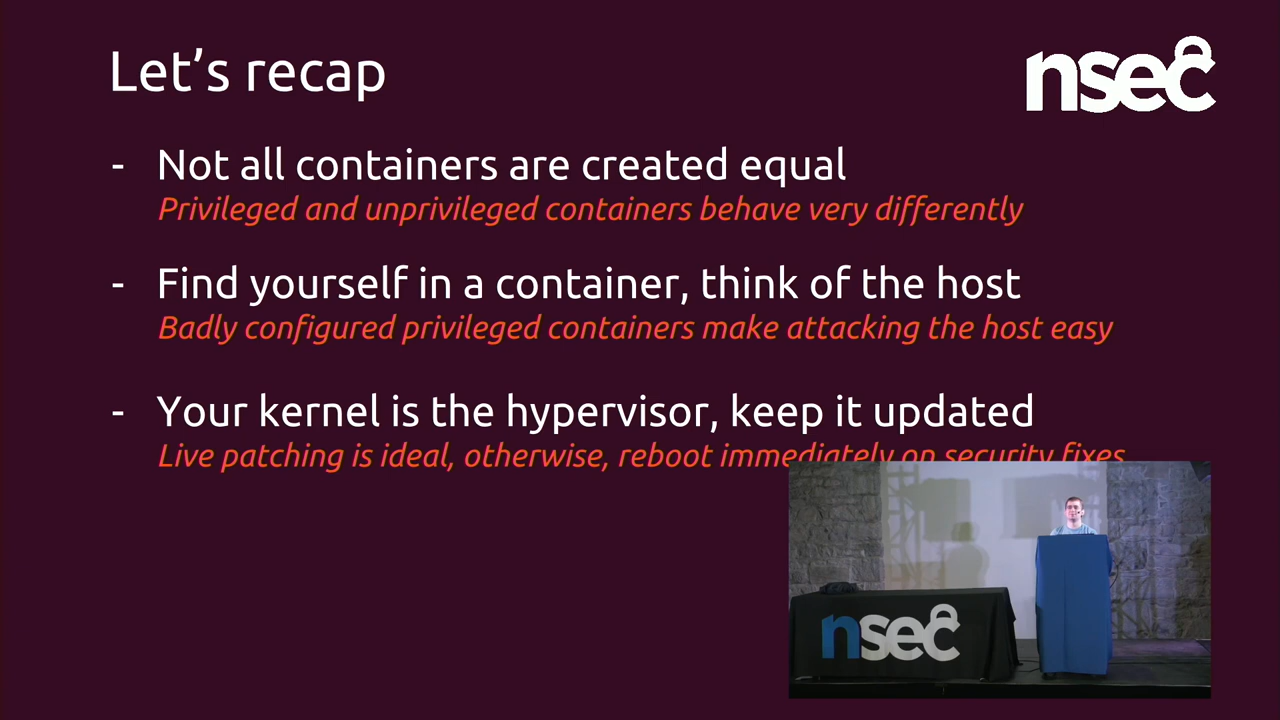 Let's recap
nsec
- Not all containers are created equal
Privileged and unprivileged containers behave very differently
- Find yourself in a container, think of the host
Badly configured privileged containers make attacking the host easy
- Your kernel is the hypervisor, keep it updated
Live patching is ideal, otherwise, reboot immediately on security fixes
nsec